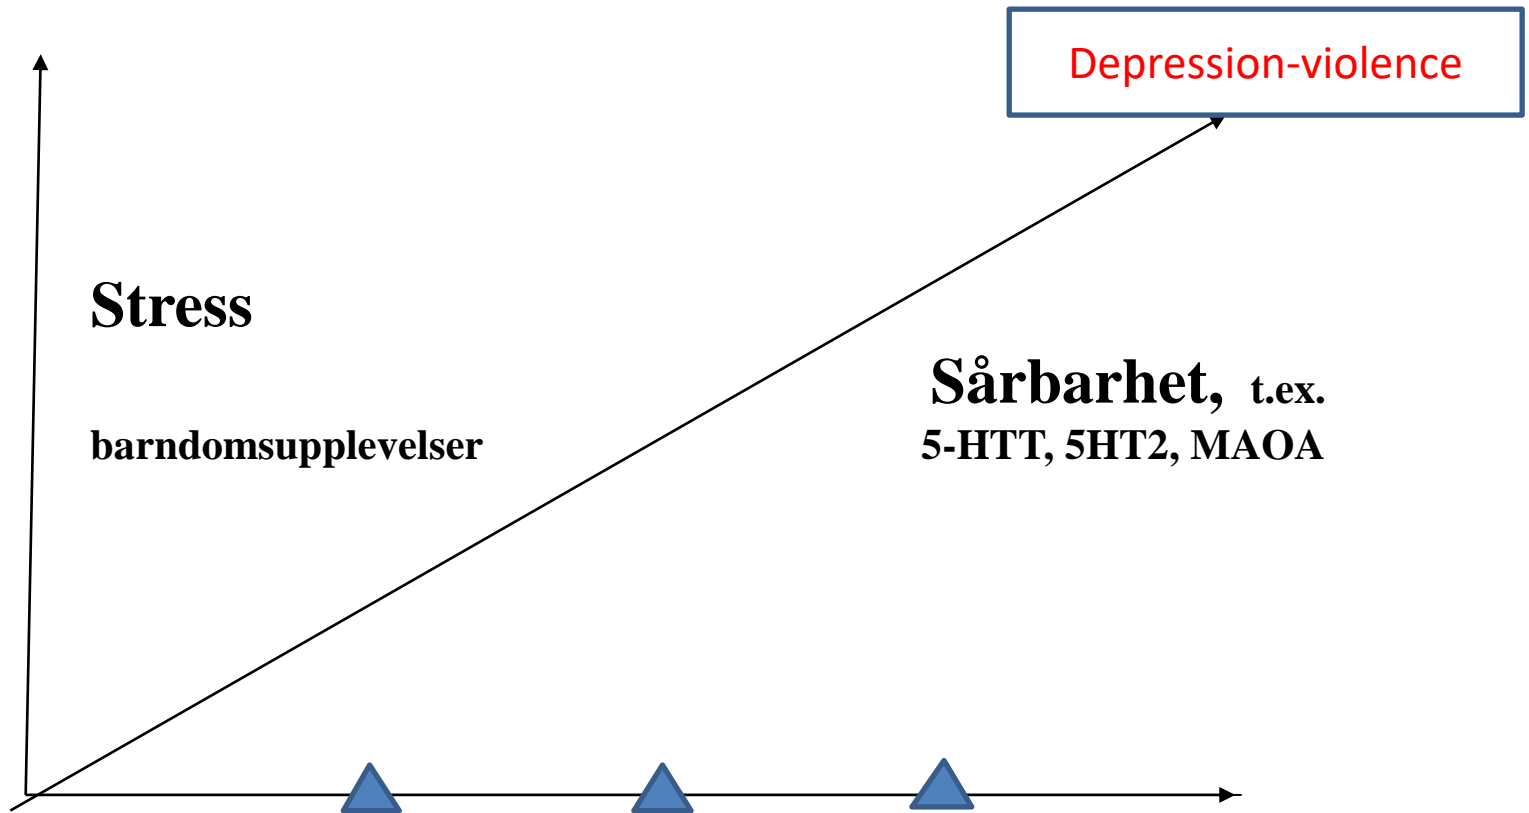 Depression-violence
Stress
Sårbarhet, t.ex.
barndomsupplevelser
5-HTT, 5HT2, MAOA